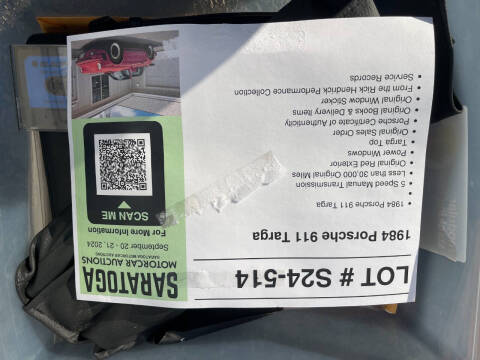 SARATOGA
MOTORCAR AUCTIONS
SARATOGA MOTORCAR AUCTIONS
September 20 - 21, 2024
For More Information
SCAN ME
LOT # S24-514
1984 Porsche 911 Targa
• 1984 Porsche 911 Targa
• 5 Speed Manual Transmission
• Less than 30,000 Original Miles
• Original Red Exterior
• Power Windows
• Targa Top
• Original Sales Order
• Porsche Certificate of Authenticity
• Original Books & Delivery Items
• Original Window Sticker
• From the Rick Hendrick Performance Collection
• Service Records